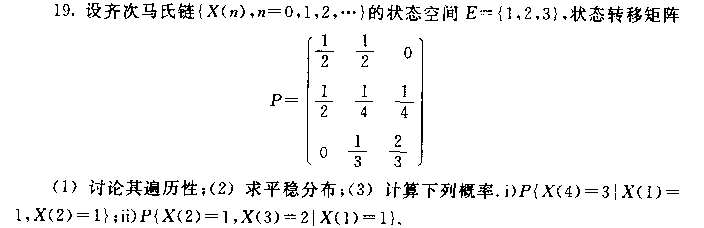 19. 设齐次马氏链{X(n),n=0,1,2,⋯}的状态空间 E={1,2,3},状态转移矩阵
P=
1/2 1/2 0
1/2 1/4 1/4
0 1/3 2/3
(1) 讨论其遍历性;(2) 求平稳分布;(3) 计算下列概率.i)P{X(4)=3|X(1)=
1,X(2)=1};ii)P{X(2)=1,X(3)=2|X(1)=1}.